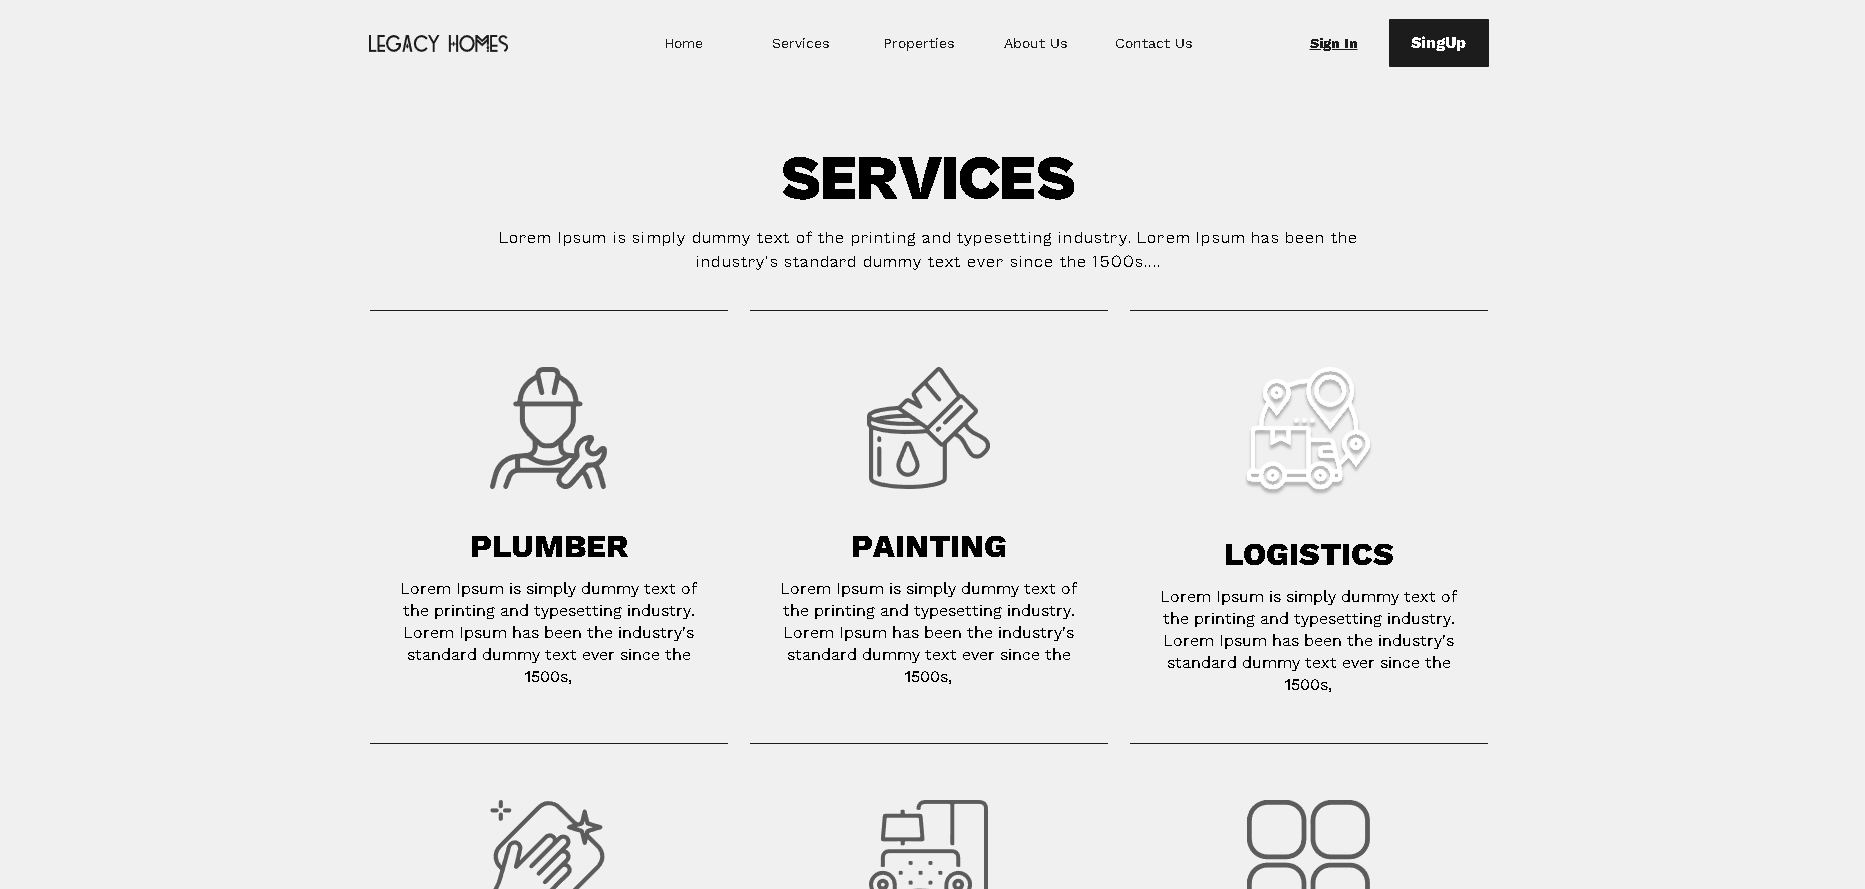 LEGACY HOMES
Home Services Properties About Us Contact Us Sign In SingUp
SERVICES
Lorem Ipsum is simply dummy text of the printing and typesetting industry. Lorem Ipsum has been the
industry's standard dummy text ever since the 1500s....
PLUMBER
Lorem Ipsum is simply dummy text of
the printing and typesetting industry.
Lorem Ipsum has been the industry's
standard dummy text ever since the
1500s,
PAINTING
Lorem Ipsum is simply dummy text of
the printing and typesetting industry.
Lorem Ipsum has been the industry's
standard dummy text ever since the
1500s,
LOGISTICS
Lorem Ipsum is simply dummy text of
the printing and typesetting industry.
Lorem Ipsum has been the industry's
standard dummy text ever since the
1500s,